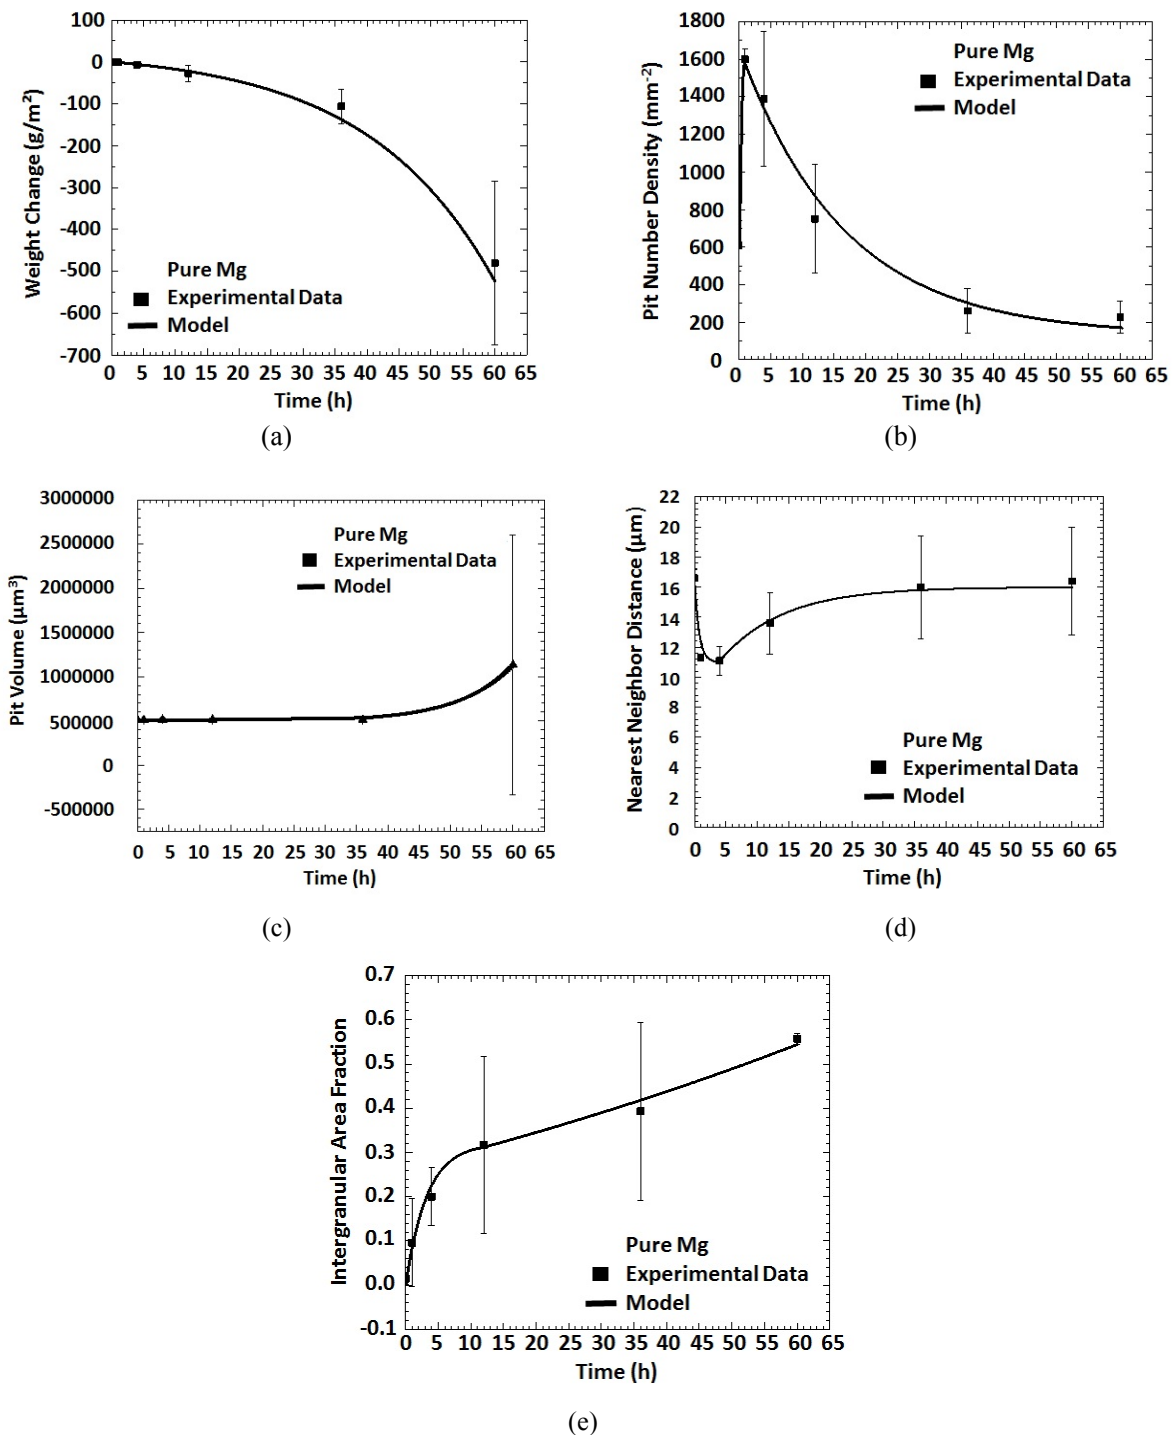 100
0
-100
-200
-300
-400
-500
-600
-700
Weight Change (g/m²)
Pure Mg
Experimental Data
Model
0 5 10 15 20 25 30 35 40 45 50 55 60 65
Time (h)
(a)
1800
1600
1400
1200
1000
800
600
400
200
0
Pit Number Density (mm⁻²)
Pure Mg
Experimental Data
Model
0 5 10 15 20 25 30 35 40 45 50 55 60 65
Time (h)
(b)
3000000
2500000
2000000
1500000
1000000
500000
0
-500000
Pit Volume (µm³)
Pure Mg
Experimental Data
Model
0 5 10 15 20 25 30 35 40 45 50 55 60 65
Time (h)
(c)
22
20
18
16
14
12
10
8
6
4
2
0
Nearest Neighbor Distance (µm)
Pure Mg
Experimental Data
Model
0 5 10 15 20 25 30 35 40 45 50 55 60 65
Time (h)
(d)
0.7
0.6
0.5
0.4
0.3
0.2
0.1
0.0
-0.1
Intergranular Area Fraction
Pure Mg
Experimental Data
Model
0 5 10 15 20 25 30 35 40 45 50 55 60 65
Time (h)
(e)